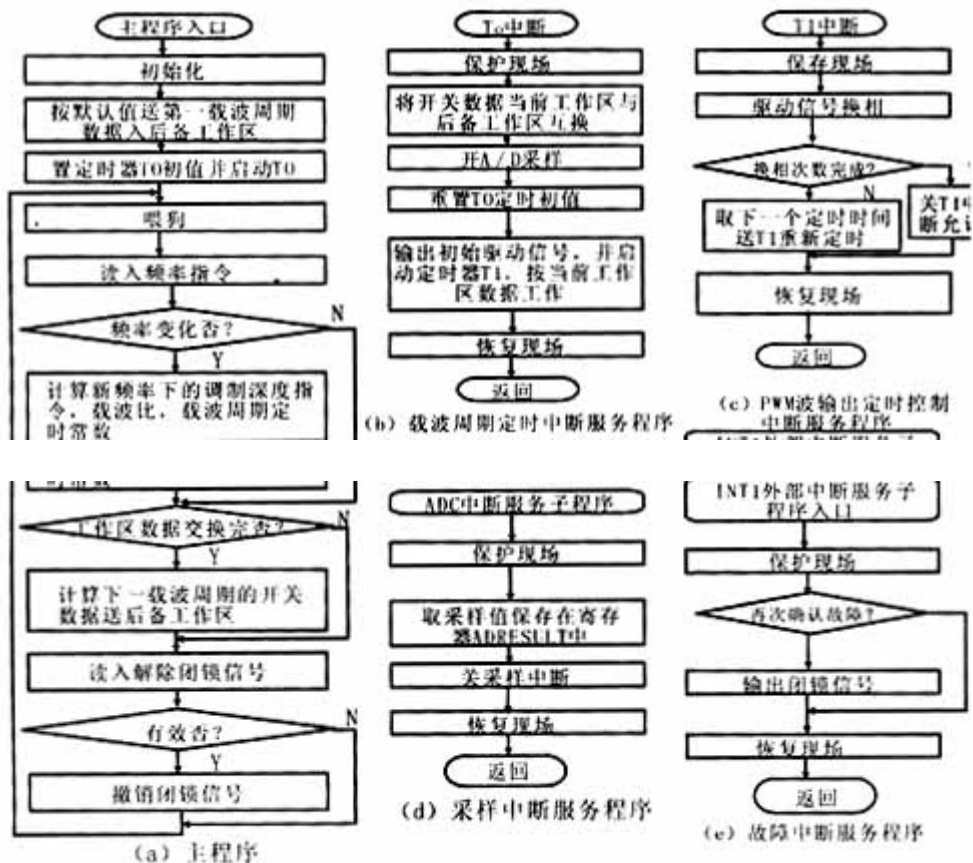 主程序入口
初始化
按默认值送第一载波周期
数据入后备工作区
置定时器T0初值并启动T0
喂狗
读入频率指令
频率变化否?
N
Y
计算新频率下的调制深度指
令，载波比，载波周期定
时常数
工作区数据交换完否?
N
Y
计算下一载波周期的开关
数据送后备工作区
读入解除闭锁信号
有效否?
N
Y
撤销闭锁信号
(a) 主程序
To中断
保护现场
将开关数据当前工作区与
后备工作区互换
开A/D采样
重置T0定时初值
输出初始驱动信号，并启
动定时器T1，按当前工作
区数据工作
恢复现场
返回
(b) 载波周期定时中断服务程序
T1中断
保存现场
驱动信号换相
换相次数完成?
N
取下一个定时时间
送T1重新定时
关T1中
断允许
恢复现场
返回
(c) PWM波输出定时控制
中断服务程序
ADC中断服务子程序
保护现场
取采样值保存在寄存
器ADRESULT中
关采样中断
恢复现场
返回
(d) 采样中断服务程序
INT1外部中断服务子
程序入口
保护现场
再次确认故障?
输出闭锁信号
恢复现场
返回
(e) 故障中断服务程序